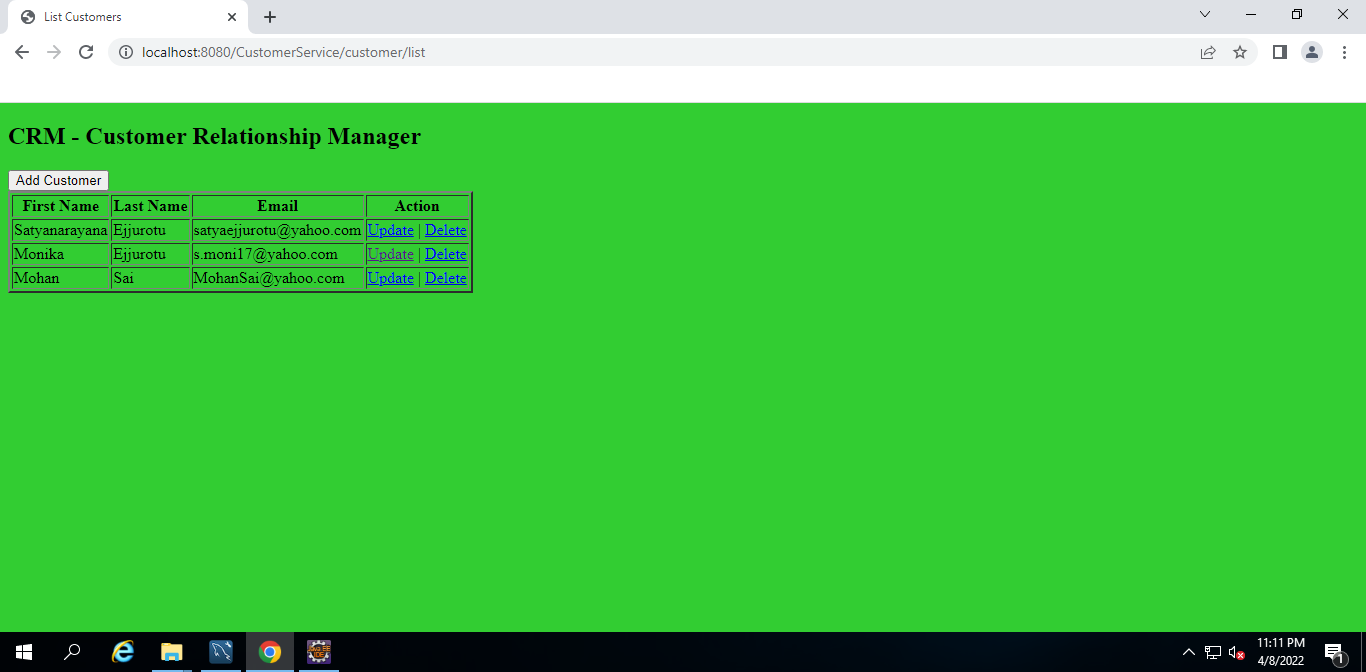 List Customers
localhost:8080/CustomerService/customer/list
CRM - Customer Relationship Manager
Add Customer
First Name Last Name Email Action
Satyanarayana Ejjurotu satyaejjurotu@yahoo.com Update | Delete
Monika Ejjurotu s.moni17@yahoo.com Update | Delete
Mohan Sai MohanSai@yahoo.com Update | Delete
11:11 PM
4/8/2022
1